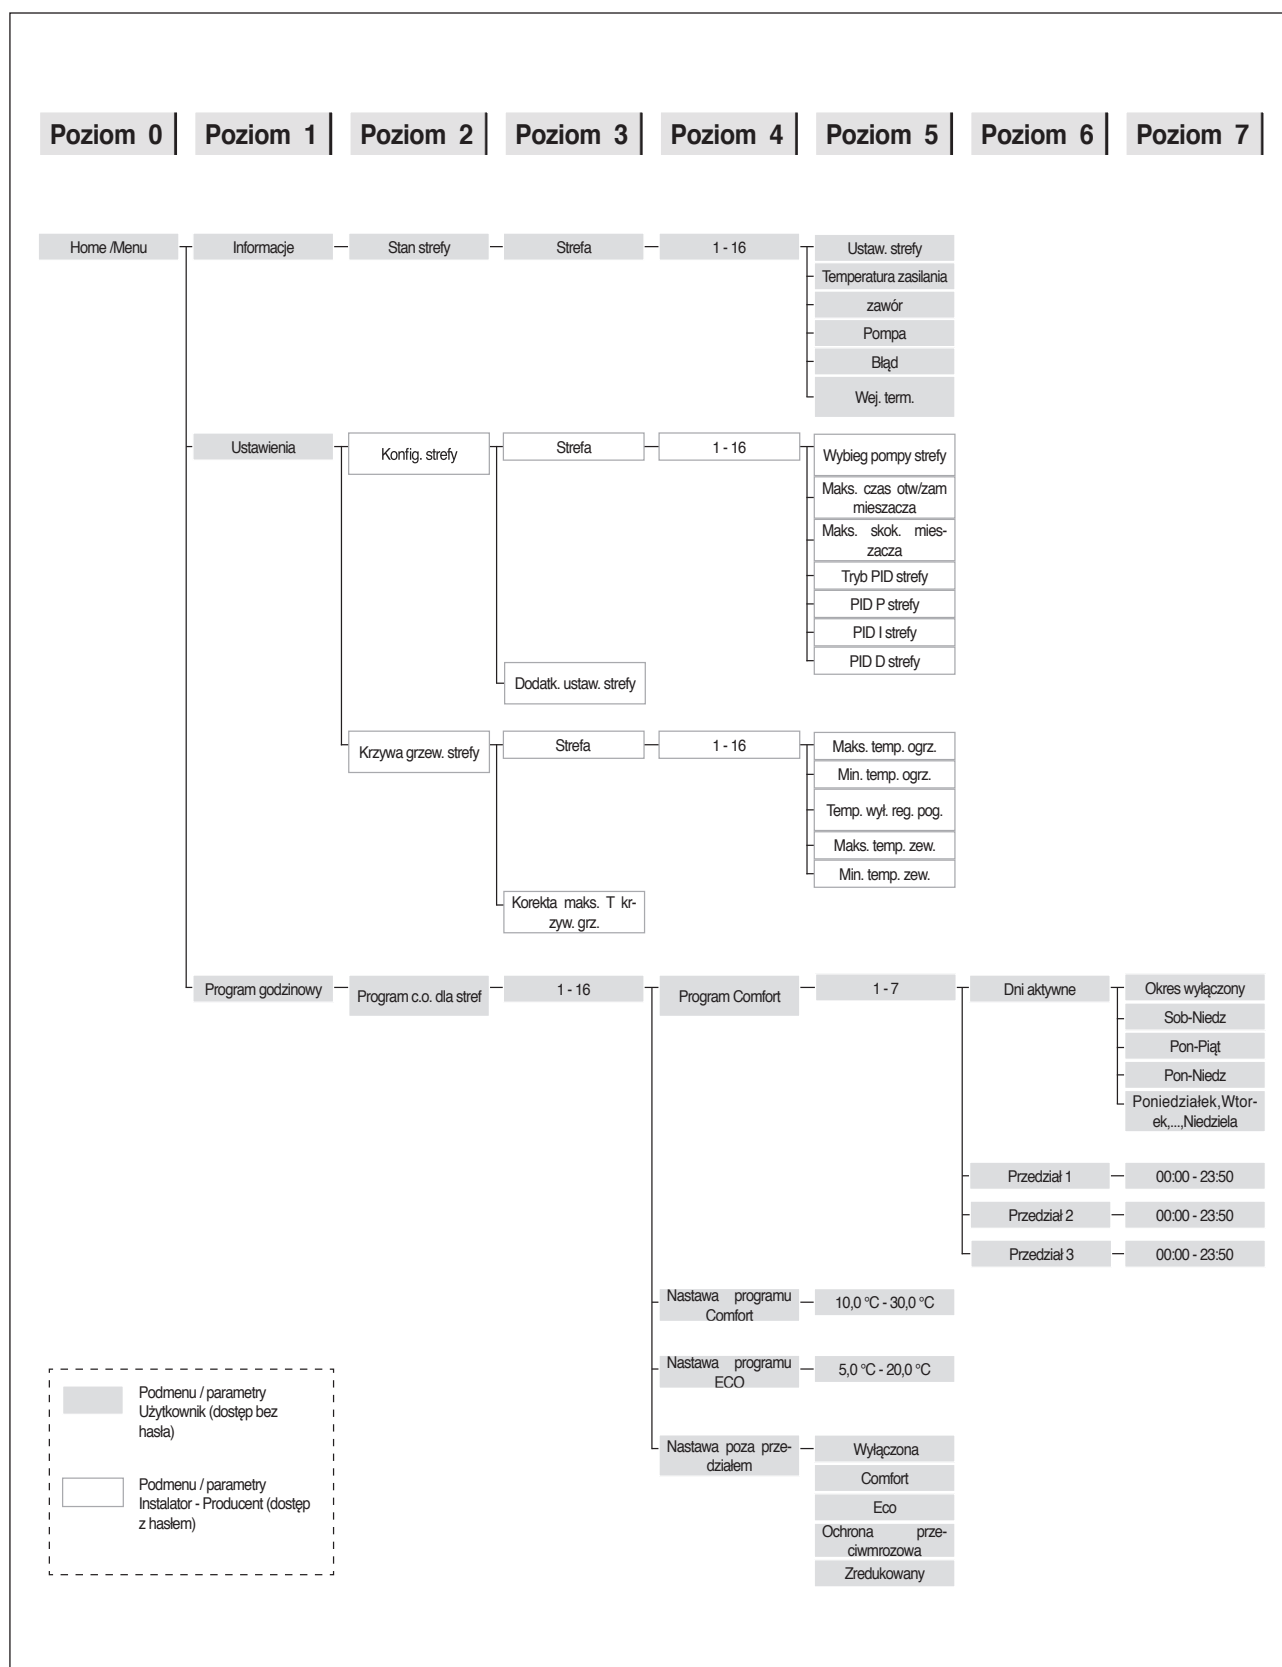 Poziom 0 Poziom 1 Poziom 2 Poziom 3 Poziom 4 Poziom 5 Poziom 6 Poziom 7
Home /Menu Informacje Stan strefy Strefa 1 - 16 Ustaw. strefy
Temperatura zasilania
zawór
Pompa
Błąd
Wej. term.
Ustawienia Konfig. strefy Strefa 1 - 16 Wybieg pompy strefy
Maks. czas otw/zam
mieszacza
Maks. skok. mies-
zacza
Tryb PID strefy
PID P strefy
PID I strefy
PID D strefy
Dodatk. ustaw. strefy
Krzywa grzew. strefy Strefa 1 - 16 Maks. temp. ogrz.
Min. temp. ogrz.
Temp. wył. reg. pog.
Maks. temp. zew.
Min. temp. zew.
Korekta maks. T kr-
zyw. grz.
Program godzinowy Program c.o. dla stref 1 - 16 Program Comfort 1 - 7 Dni aktywne Okres wyłączony
Sob-Niedz
Pon-Piąt
Pon-Niedz
Poniedziałek,Wtor-
ek,...,Niedziela
Przedział 1 00:00 - 23:50
Przedział 2 00:00 - 23:50
Przedział 3 00:00 - 23:50
Nastawa programu
Comfort
10,0 °C - 30,0 °C
Nastawa programu
ECO
5,0 °C - 20,0 °C
Nastawa poza prze-
działem
Wyłączona
Comfort
Eco
Ochrona prze-
ciwmrozowa
Zredukowany
Podmenu / parametry
Użytkownik (dostęp bez
hasła)
Podmenu / parametry
Instalator - Producent (dostęp
z hasłem)